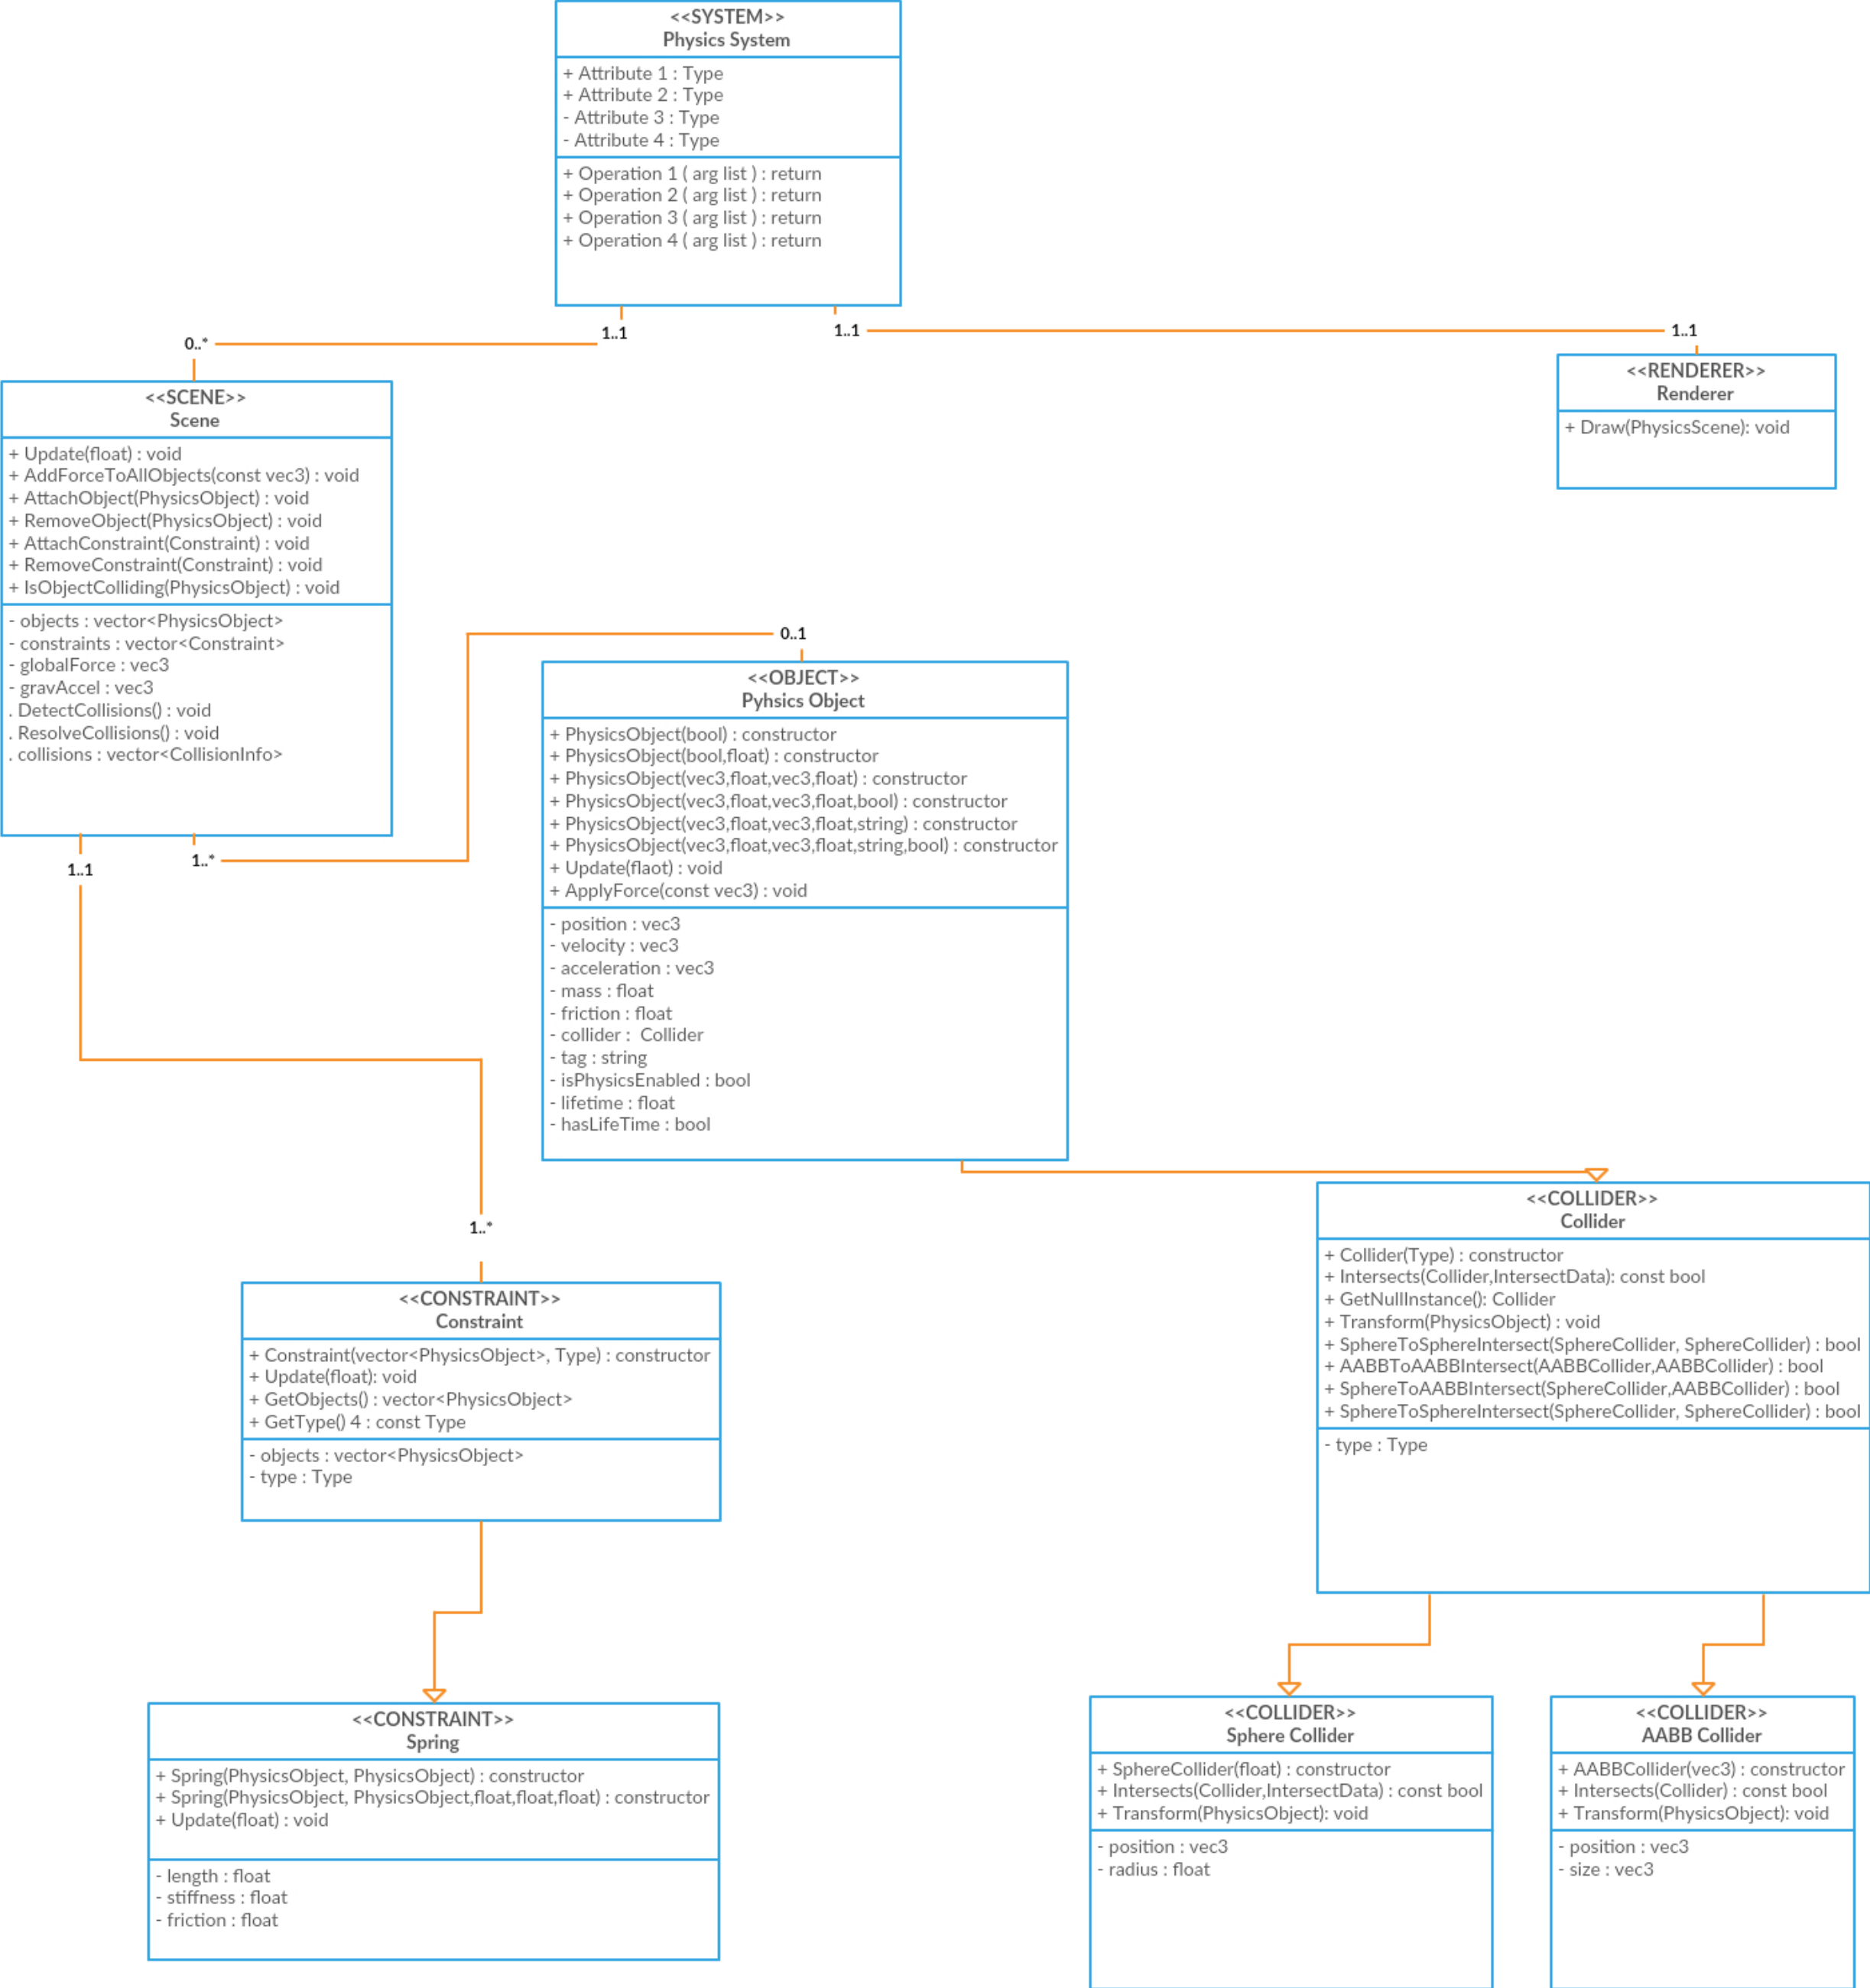 <<SYSTEM>>
Physics System
+ Attribute 1 : Type
+ Attribute 2 : Type
- Attribute 3 : Type
- Attribute 4 : Type
+ Operation 1 ( arg list ) : return
+ Operation 2 ( arg list ) : return
+ Operation 3 ( arg list ) : return
+ Operation 4 ( arg list ) : return
1..1
1..1
1..1
0..*
<<RENDERER>>
Renderer
+ Draw(PhysicsScene): void
<<SCENE>>
Scene
+ Update(float) : void
+ AddForceToAllObjects(const vec3) : void
+ AttachObject(PhysicsObject) : void
+ RemoveObject(PhysicsObject) : void
+ AttachConstraint(Constraint) : void
+ RemoveConstraint(Constraint) : void
+ IsObjectColliding(PhysicsObject) : void
- objects : vector<PhysicsObject>
- constraints : vector<Constraint>
- globalForce : vec3
- gravAccel : vec3
. DetectCollisions() : void
. ResolveCollisions() : void
. collisions : vector<CollisionInfo>
1..1
1..*
0..1
<<OBJECT>>
Pyhsics Object
+ PhysicsObject(bool) : constructor
+ PhysicsObject(bool,float) : constructor
+ PhysicsObject(vec3,float,vec3,float) : constructor
+ PhysicsObject(vec3,float,vec3,float,bool) : constructor
+ PhysicsObject(vec3,float,vec3,float,string) : constructor
+ PhysicsObject(vec3,float,vec3,float,string,bool) : constructor
+ Update(flaot) : void
+ ApplyForce(const vec3) : void
- position : vec3
- velocity : vec3
- acceleration : vec3
- mass : float
- friction : float
- collider :  Collider
- tag : string
- isPhysicsEnabled : bool
- lifetime : float
- hasLifeTime : bool
1..*
<<COLLIDER>>
Collider
+ Collider(Type) : constructor
+ Intersects(Collider,IntersectData): const bool
+ GetNullInstance(): Collider
+ Transform(PhysicsObject) : void
+ SphereToSphereIntersect(SphereCollider, SphereCollider) : bool
+ AABBToAABBIntersect(AABBCollider,AABBCollider) : bool
+ SphereToAABBIntersect(SphereCollider,AABBCollider) : bool
+ SphereToSphereIntersect(SphereCollider, SphereCollider) : bool
- type : Type
<<CONSTRAINT>>
Constraint
+ Constraint(vector<PhysicsObject>, Type) : constructor
+ Update(float): void
+ GetObjects() : vector<PhysicsObject>
+ GetType() 4 : const Type
- objects : vector<PhysicsObject>
- type : Type
<<CONSTRAINT>>
Spring
+ Spring(PhysicsObject, PhysicsObject) : constructor
+ Spring(PhysicsObject, PhysicsObject,float,float,float) : constructor
+ Update(float) : void
- length : float
- stiffness : float
- friction : float
<<COLLIDER>>
Sphere Collider
+ SphereCollider(float) : constructor
+ Intersects(Collider,IntersectData) : const bool
+ Transform(PhysicsObject): void
- position : vec3
- radius : float
<<COLLIDER>>
AABB Collider
+ AABBCollider(vec3) : constructor
+ Intersects(Collider) : const bool
+ Transform(PhysicsObject): void
- position : vec3
- size : vec3